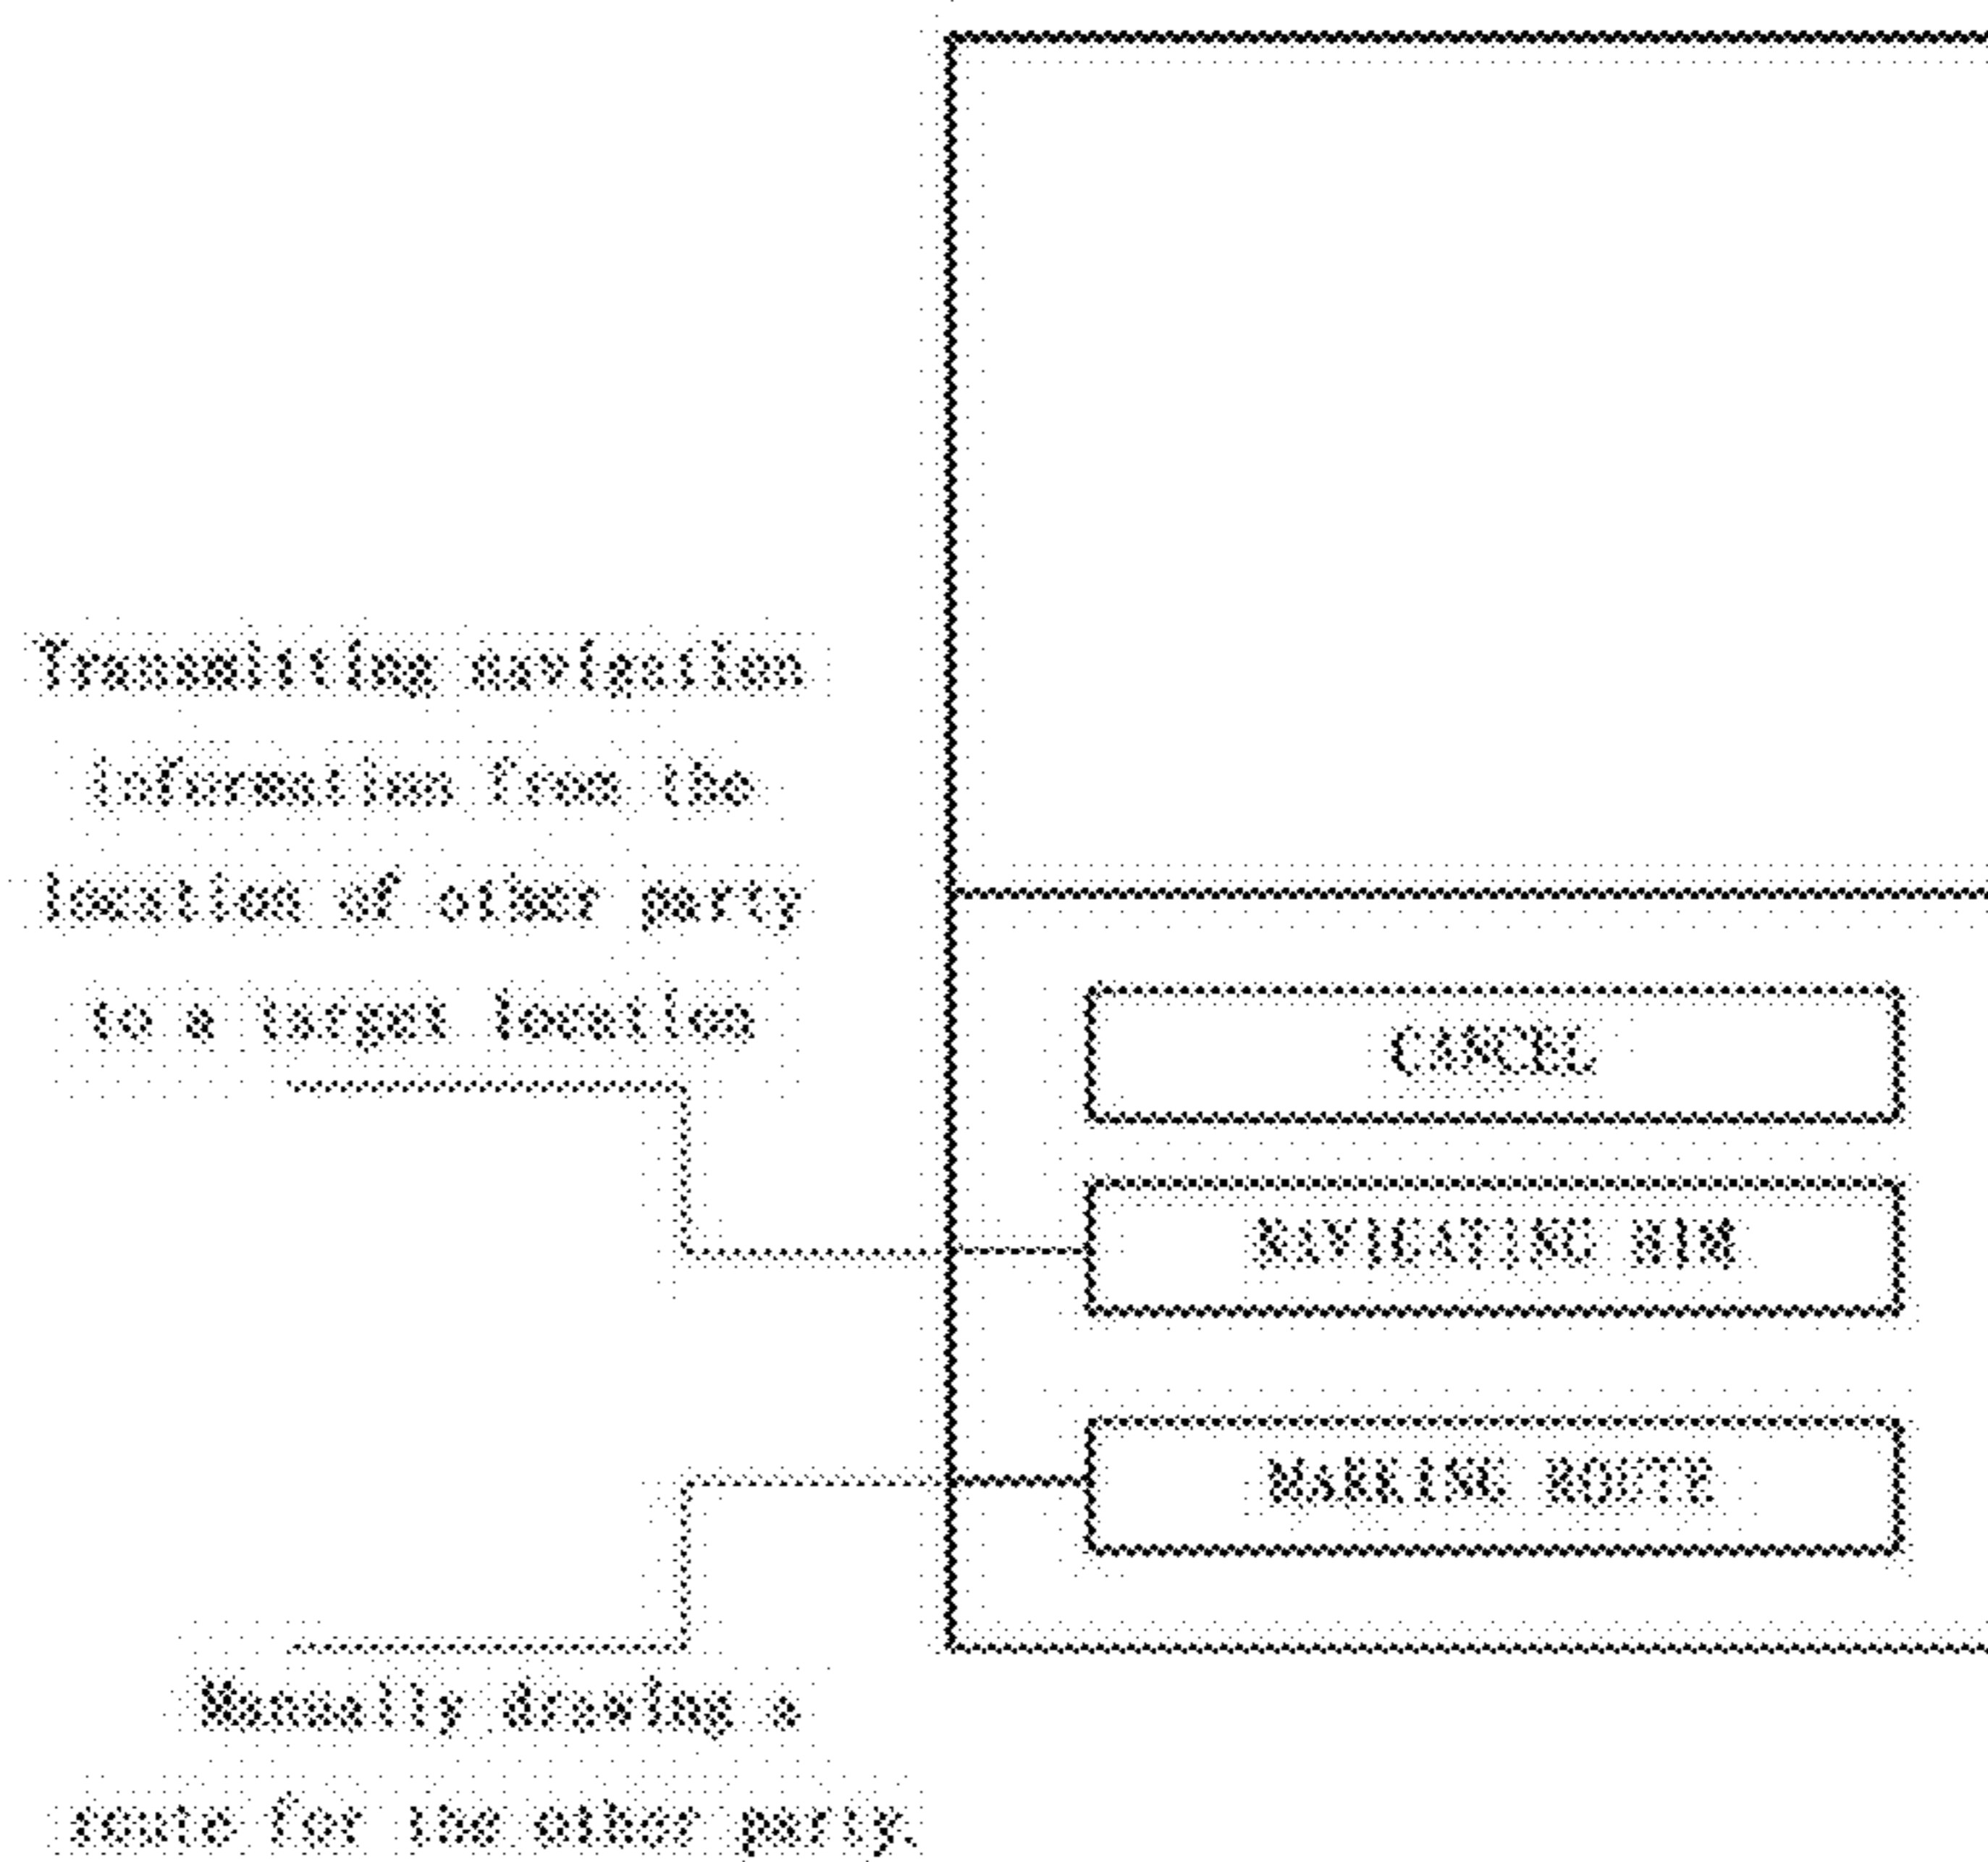 Transmitting navigation
information from the
location of other party
to a target location
CANCEL
NAVIGATING HIM
MARKING ROUTE
Manually drawing a
route for the other party.